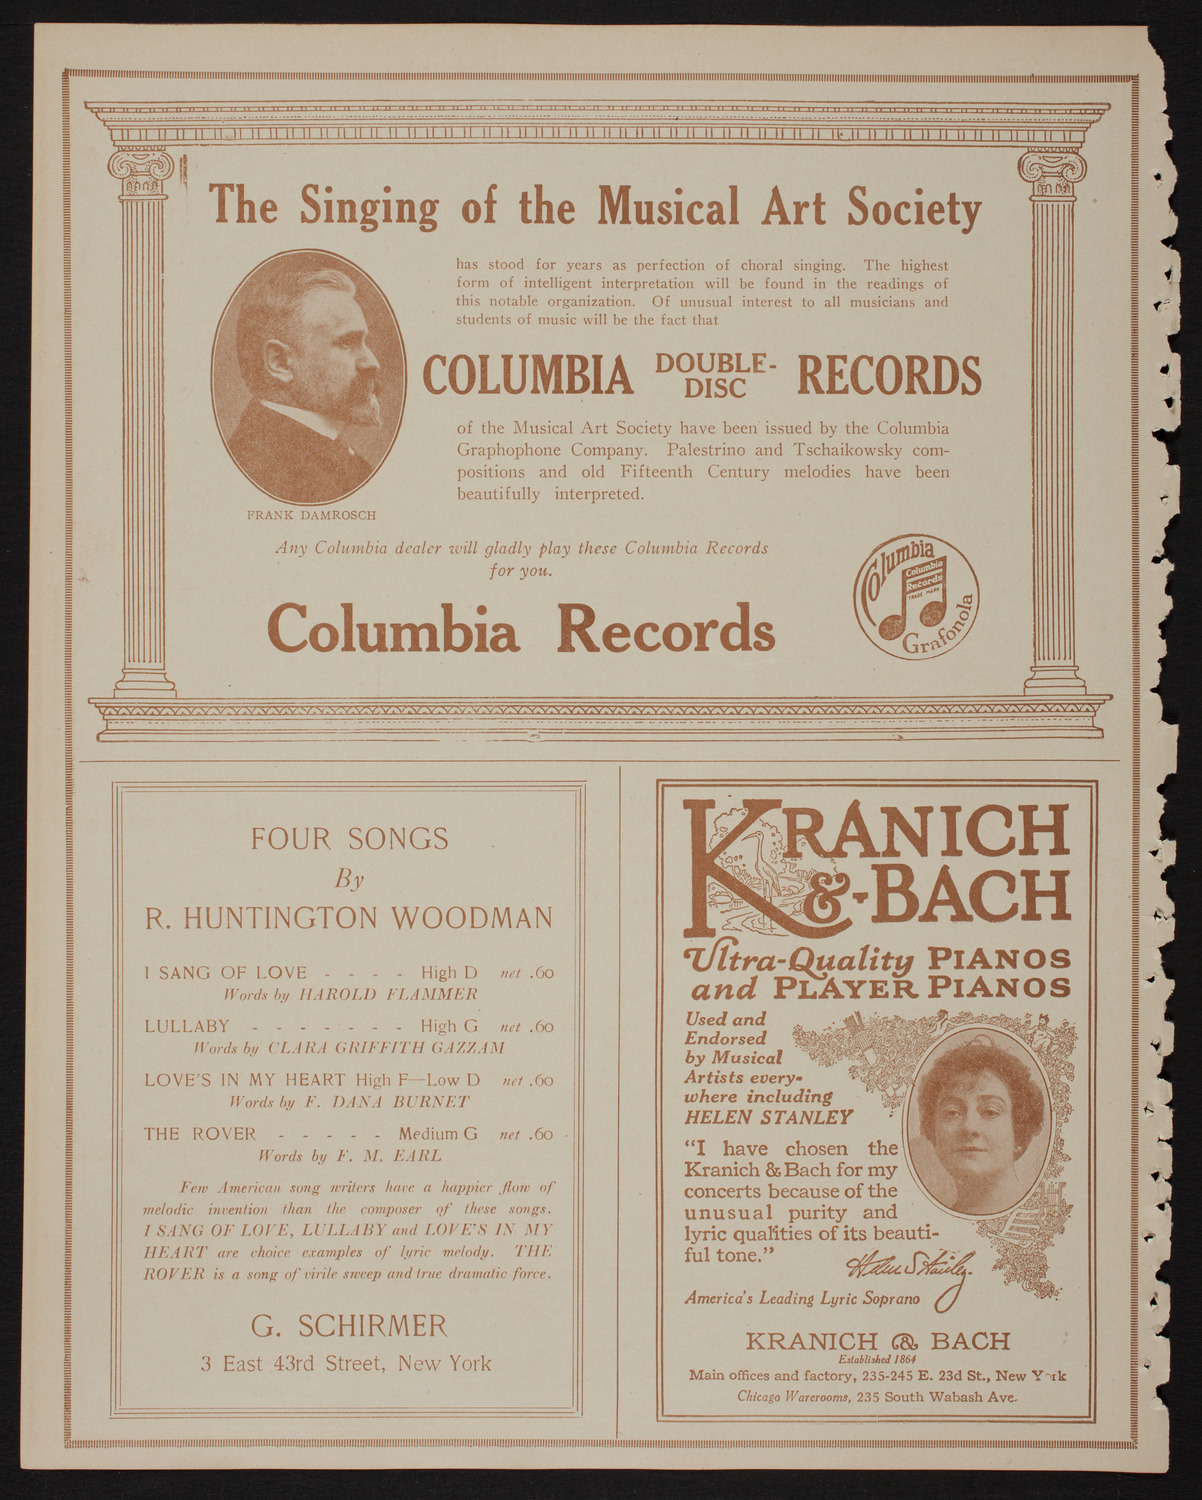 The Singing of the Musical Art Society
has stood for years as perfection of choral singing. The highest
form of intelligent interpretation will be found in the readings of
this notable organization. Of unusual interest to all musicians and
students of music will be the fact that
COLUMBIA DOUBLE-DISC RECORDS
of the Musical Art Society have been issued by the Columbia
Graphophone Company. Palestrino and Tschaikowsky com-
positions and old Fifteenth Century melodies have been
beautifully interpreted.
FRANK DAMROSCH
Any Columbia dealer will gladly play these Columbia Records
for you.
Columbia Records
Columbia
Columbia
Records
TRADE MARK
Grafonola
FOUR SONGS
By
R. HUNTINGTON WOODMAN
I SANG OF LOVE - - - - High D net .60
Words by HAROLD FLAMMER
LULLABY - - - - - - - High G net .60
Words by CLARA GRIFFITH GAZZAM
LOVE'S IN MY HEART High F—Low D net .60
Words by F. DANA BURNET
THE ROVER - - - - - Medium G net .60
Words by F. M. EARL
Few American song writers have a happier flow of
melodic invention than the composer of these songs.
I SANG OF LOVE, LULLABY and LOVE'S IN MY
HEART are choice examples of lyric melody. THE
ROVER is a song of virile sweep and true dramatic force.
G. SCHIRMER
3 East 43rd Street, New York
KRANICH
&-BACH
Ultra-Quality PIANOS
and PLAYER PIANOS
Used and
Endorsed
by Musical
Artists every-
where including
HELEN STANLEY
"I have chosen the
Kranich & Bach for my
concerts because of the
unusual purity and
lyric qualities of its beauti-
ful tone."
Helen Stanley
America's Leading Lyric Soprano
KRANICH & BACH
Established 1864
Main offices and factory, 235-245 E. 23d St., New York
Chicago Warerooms, 235 South Wabash Ave.